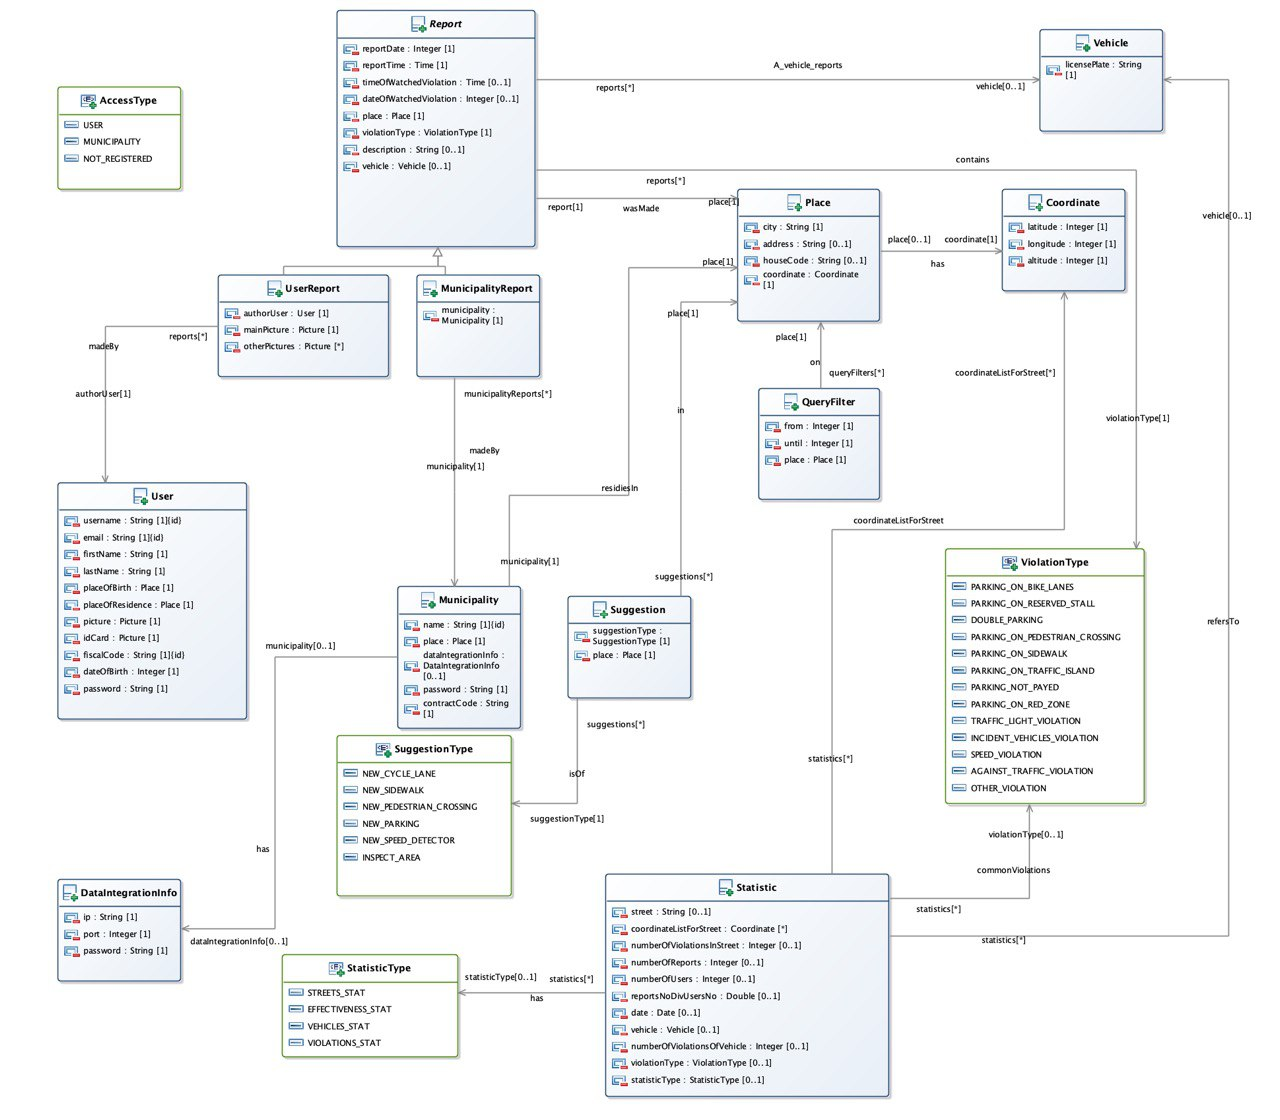 Report
reportDate : Integer [1]
reportTime : Time [1]
timeOfWatchedViolation : Time [0..1]
dateOfWatchedViolation : Integer [0..1]
place : Place [1]
violationType : ViolationType [1]
description : String [0..1]
vehicle : Vehicle [0..1]
Vehicle
licensePlate : String
[1]
A_vehicle_reports
reports[*]
vehicle[0..1]
AccessType
USER
MUNICIPALITY
NOT_REGISTERED
contains
reports[*]
report[1]
wasMade
place[1]
Place
city : String [1]
address : String [0..1]
houseCode : String [0..1]
coordinate : Coordinate
[1]
place[0..1]
coordinate[1]
has
Coordinate
latitude : Integer [1]
longitude : Integer [1]
altitude : Integer [1]
vehicle[0..1]
UserReport
authorUser : User [1]
mainPicture : Picture [1]
otherPictures : Picture [*]
MunicipalityReport
municipality :
Municipality [1]
place[1]
place[1]
place[1]
reports[*]
madeBy
authorUser[1]
on
queryFilters[*]
coordinateListForStreet[*]
municipalityReports[*]
in
QueryFilter
from : Integer [1]
until : Integer [1]
place : Place [1]
violationType[1]
madeBy
municipality[1]
residiesIn
User
username : String [1]{id}
email : String [1]{id}
firstName : String [1]
lastName : String [1]
placeOfBirth : Place [1]
placeOfResidence : Place [1]
picture : Picture [1]
idCard : Picture [1]
fiscalCode : String [1]{id}
dateOfBirth : Integer [1]
password : String [1]
coordinateListForStreet
municipality[1]
suggestions[*]
Municipality
name : String [1]{id}
place : Place [1]
dataIntegrationInfo :
DataIntegrationInfo
[0..1]
password : String [1]
contractCode : String
[1]
Suggestion
suggestionType :
SuggestionType [1]
place : Place [1]
ViolationType
PARKING_ON_BIKE_LANES
PARKING_ON_RESERVED_STALL
DOUBLE_PARKING
PARKING_ON_PEDESTRIAN_CROSSING
PARKING_ON_SIDEWALK
PARKING_ON_TRAFFIC_ISLAND
PARKING_NOT_PAYED
PARKING_ON_RED_ZONE
TRAFFIC_LIGHT_VIOLATION
INCIDENT_VEHICLES_VIOLATION
SPEED_VIOLATION
AGAINST_TRAFFIC_VIOLATION
OTHER_VIOLATION
refersTo
municipality[0..1]
suggestions[*]
SuggestionType
NEW_CYCLE_LANE
NEW_SIDEWALK
NEW_PEDESTRIAN_CROSSING
NEW_PARKING
NEW_SPEED_DETECTOR
INSPECT_AREA
isOf
suggestionType[1]
statistics[*]
has
violationType[0..1]
commonViolations
statistics[*]
statistics[*]
DataIntegrationInfo
ip : String [1]
port : Integer [1]
password : String [1]
dataIntegrationInfo[0..1]
StatisticType
STREETS_STAT
EFFECTIVENESS_STAT
VEHICLES_STAT
VIOLATIONS_STAT
statisticType[0..1]
statistics[*]
has
Statistic
street : String [0..1]
coordinateListForStreet : Coordinate [*]
numberOfViolationsInStreet : Integer [0..1]
numberOfReports : Integer [0..1]
numberOfUsers : Integer [0..1]
reportsNoDivUsersNo : Double [0..1]
date : Date [0..1]
vehicle : Vehicle [0..1]
numberOfViolationsOfVehicle : Integer [0..1]
violationType : ViolationType [0..1]
statisticType : StatisticType [0..1]